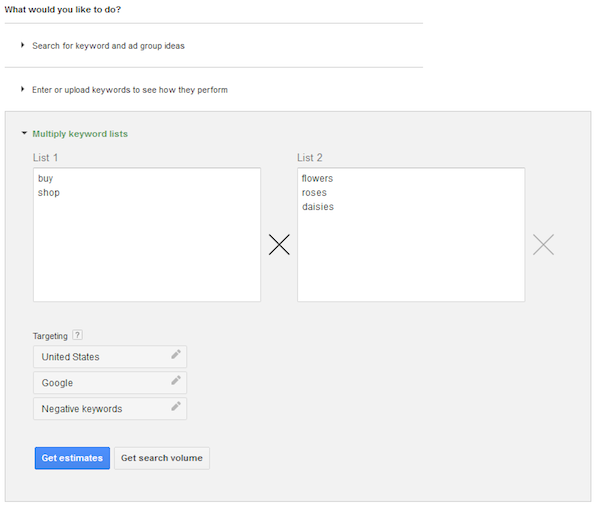 What would you like to do?
Search for keyword and ad group ideas
Enter or upload keywords to see how they perform
Multiply keyword lists
List 1
buy
shop
List 2
flowers
roses
daisies
Targeting ?
United States
Google
Negative keywords
Get estimates Get search volume